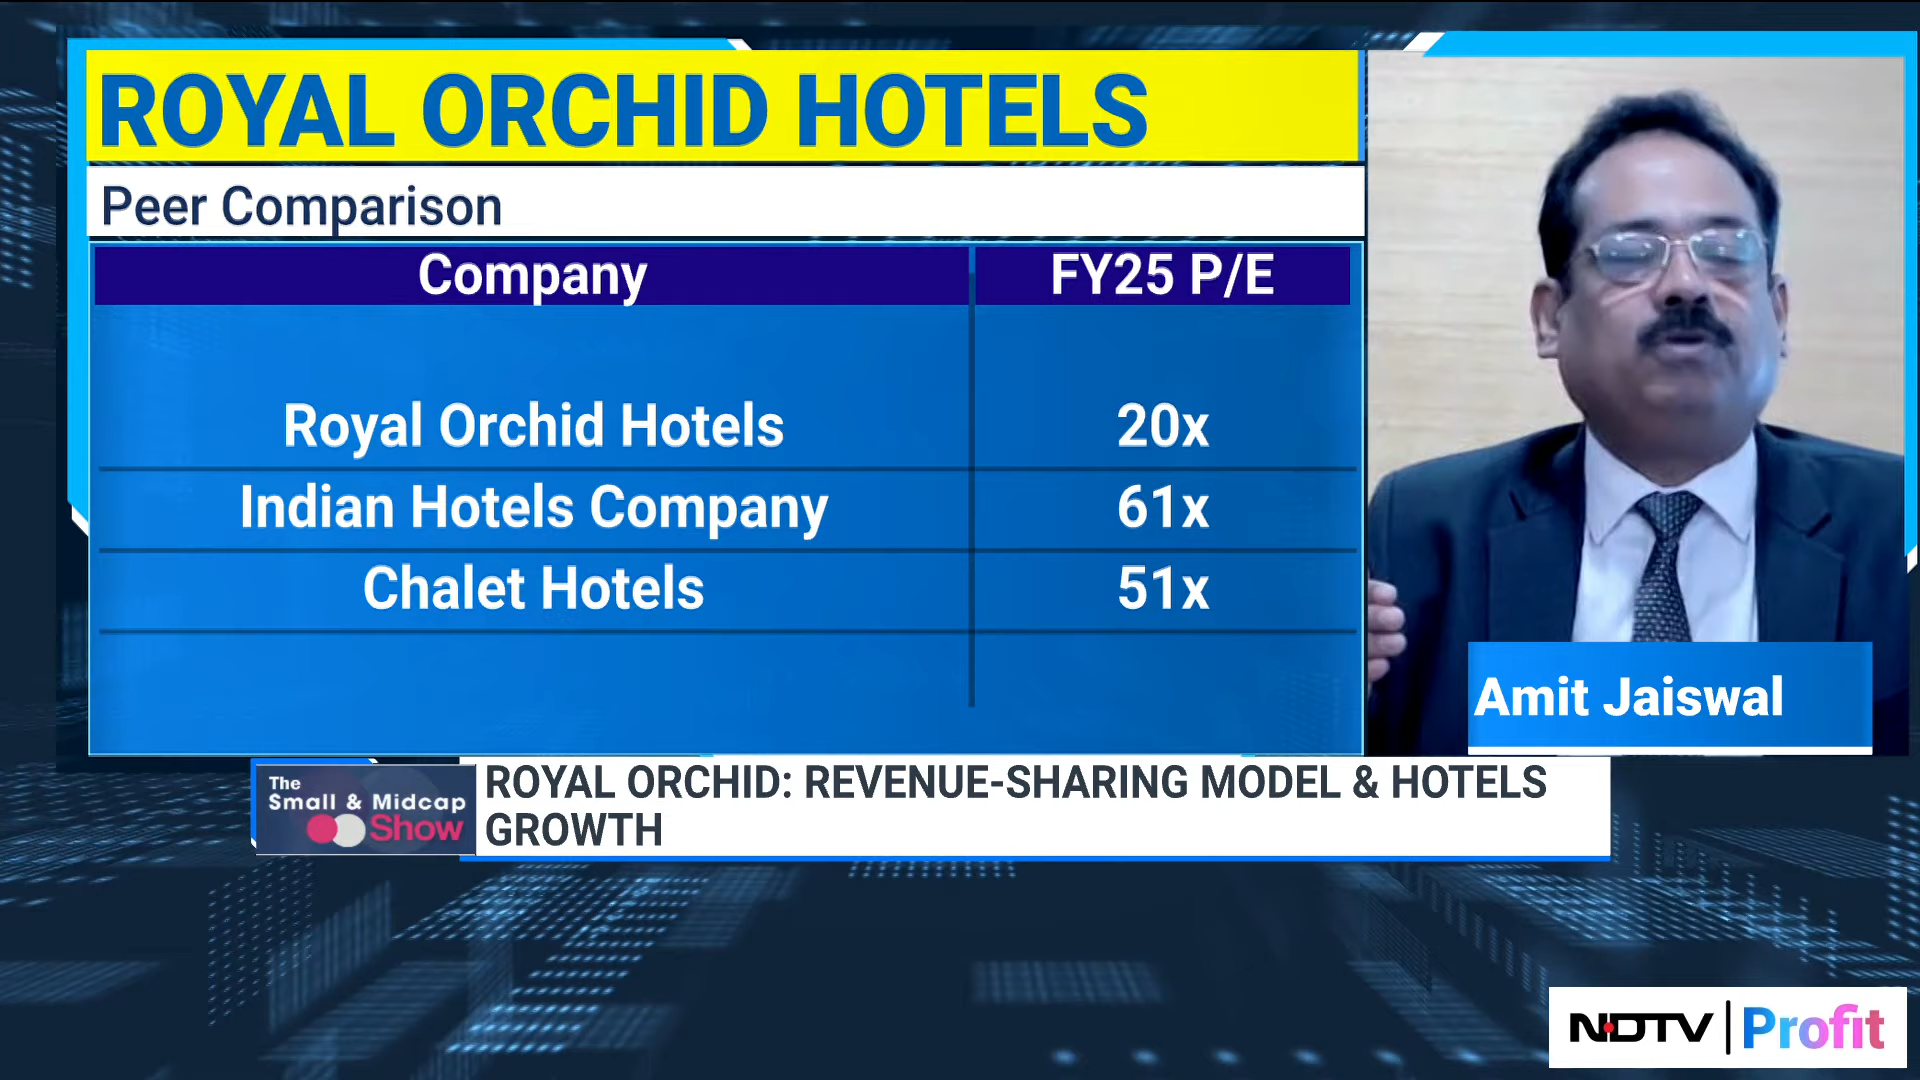 ROYAL ORCHID HOTELS
Peer Comparison
Company FY25 P/E
Royal Orchid Hotels 20x
Indian Hotels Company 61x
Chalet Hotels 51x
Amit Jaiswal
The
Small & Midcap
Show
ROYAL ORCHID: REVENUE-SHARING MODEL & HOTELS
GROWTH
NDTV Profit